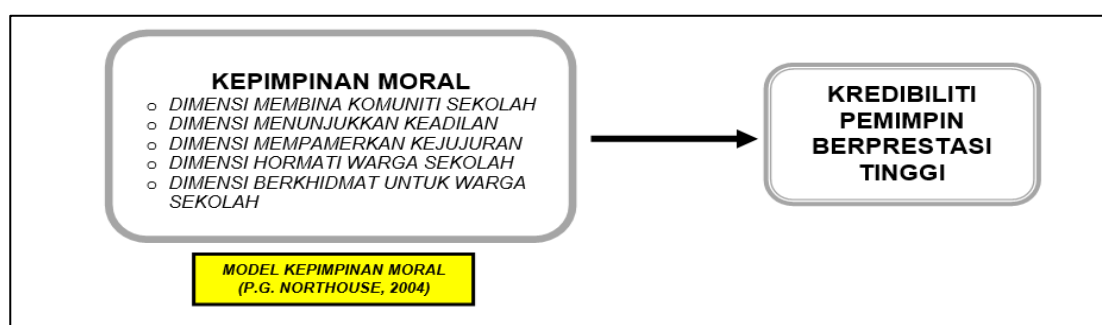 KEPIMPINAN MORAL
o DIMENSI MEMBINA KOMUNITI SEKOLAH
o DIMENSI MENUNJUKKAN KEADILAN
o DIMENSI MEMPAMERKAN KEJUJURAN
o DIMENSI HORMATI WARGA SEKOLAH
o DIMENSI BERKHIDMAT UNTUK WARGA
SEKOLAH
MODEL KEPIMPINAN MORAL
(P.G. NORTHOUSE, 2004)
KREDIBILITI
PEMIMPIN
BERPRESTASI
TINGGI